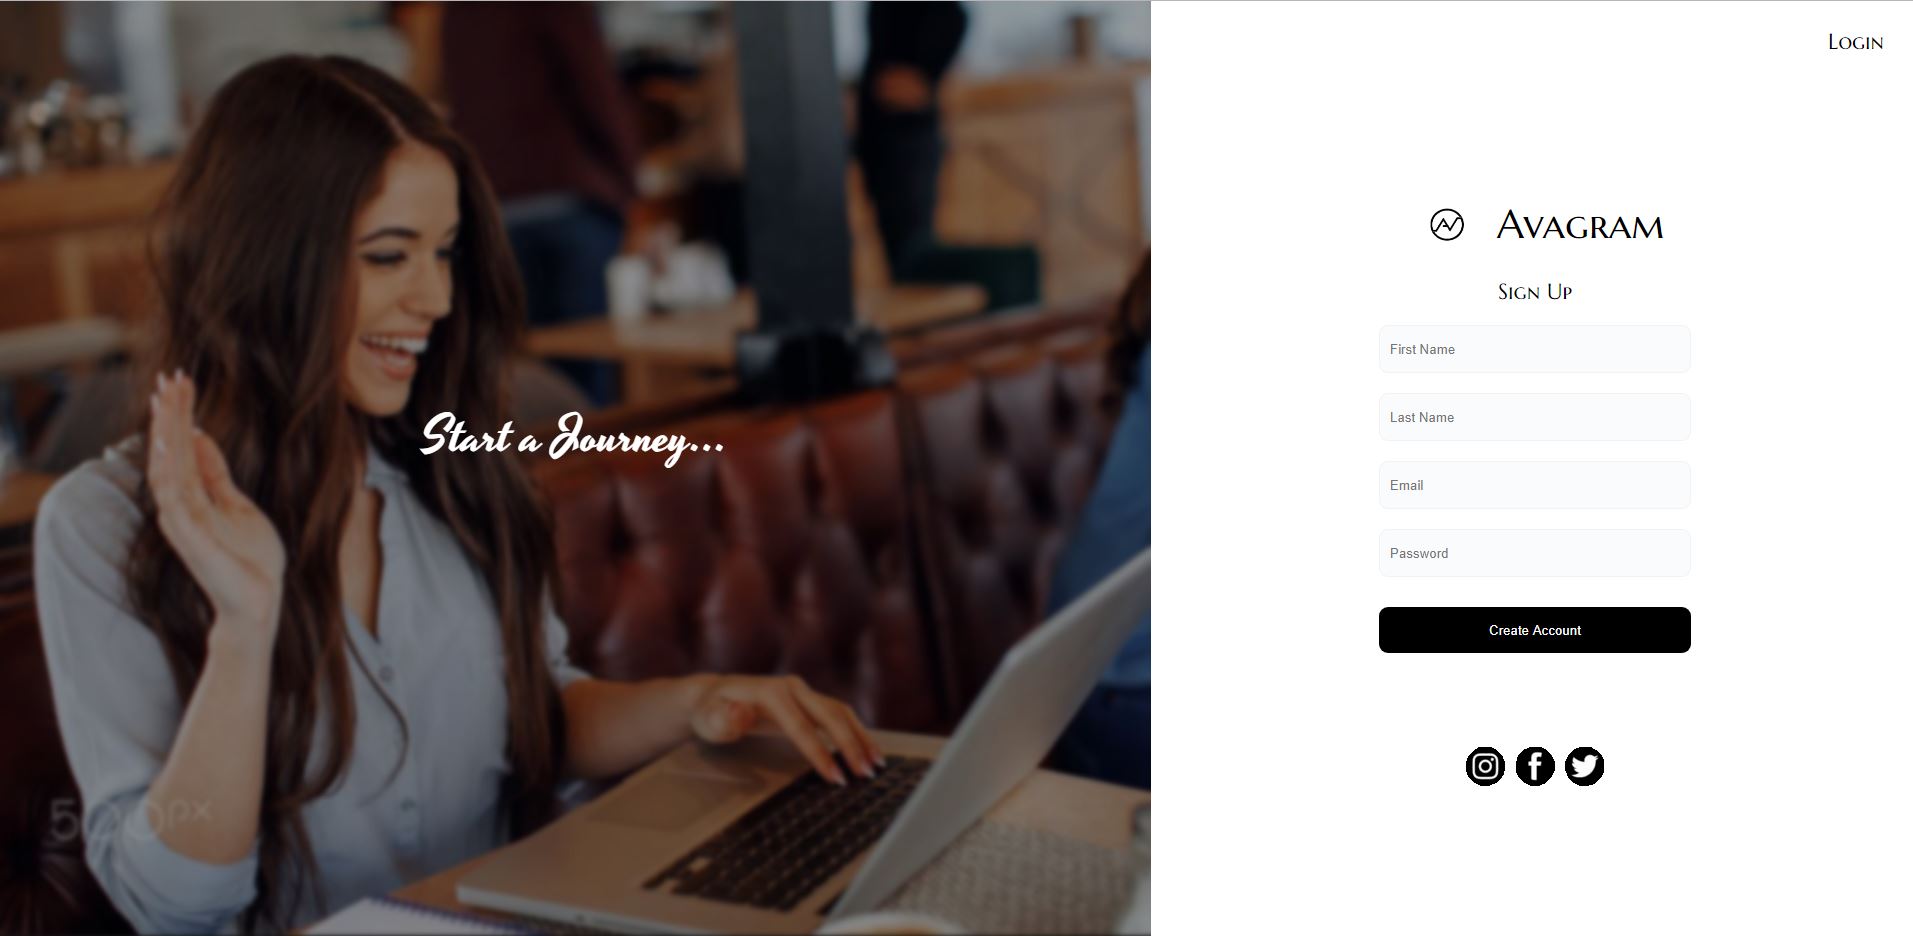 Login
Avagram
Start a Journey...
Sign Up
First Name
Last Name
Email
Password
Create Account
500px